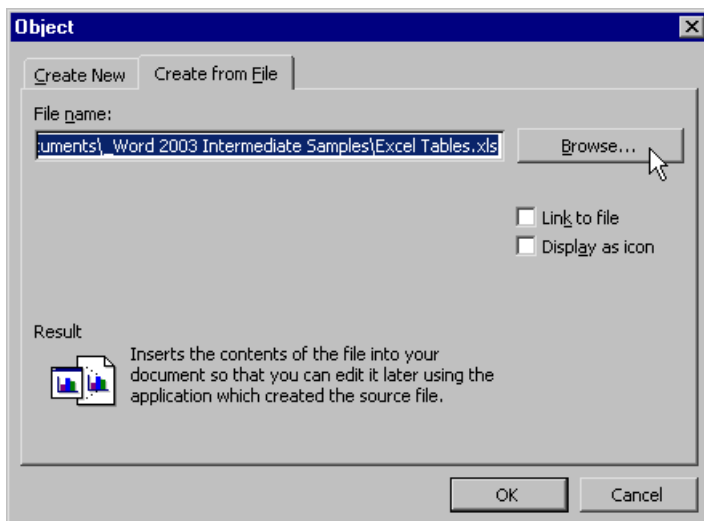 Object
Create New
Create from File
File name:
:uments\_Word 2003 Intermediate Samples\Excel Tables.xls
Browse...
Link to file
Display as icon
Result
Inserts the contents of the file into your
document so that you can edit it later using the
application which created the source file.
OK
Cancel